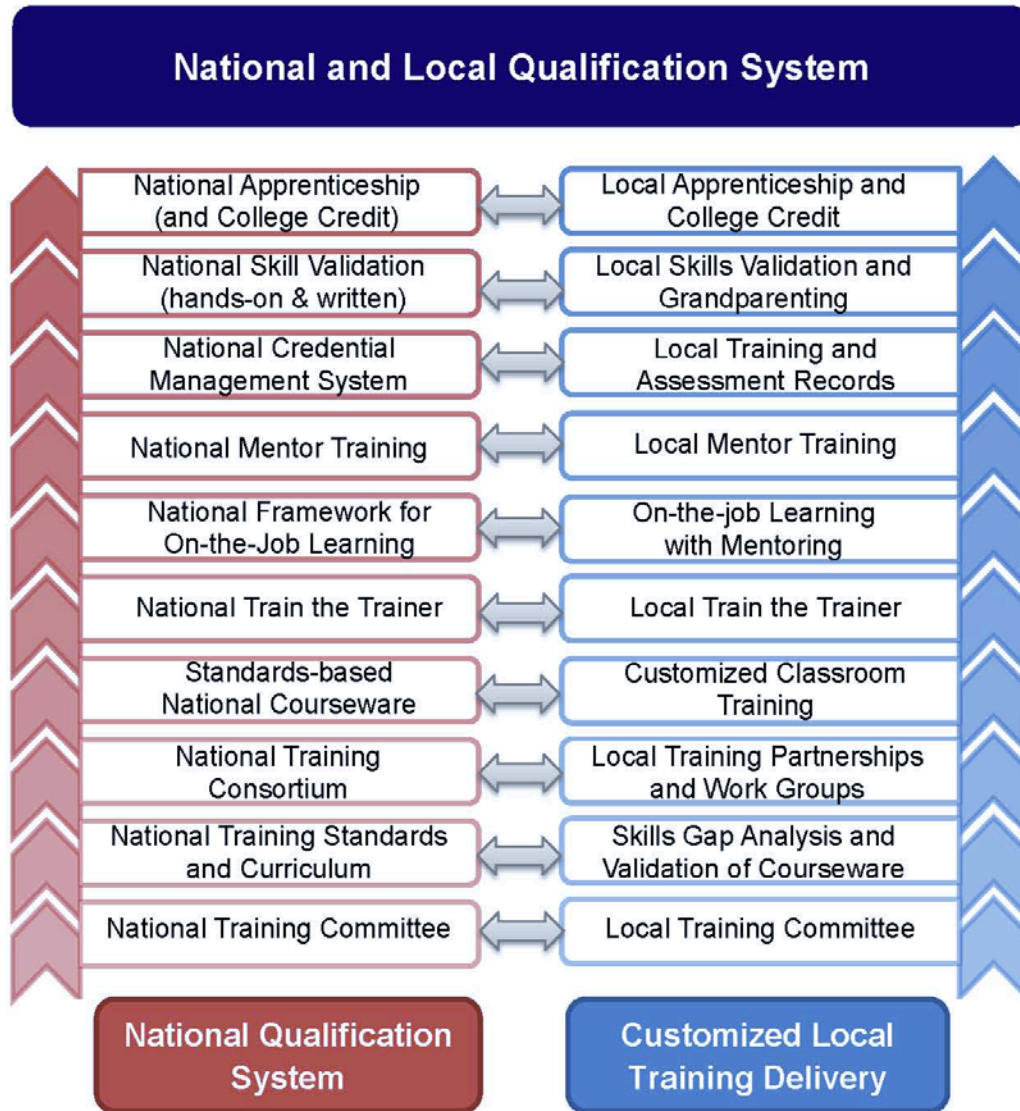 National and Local Qualification System
National Apprenticeship
(and College Credit)
Local Apprenticeship and
College Credit
National Skill Validation
(hands-on & written)
Local Skills Validation and
Grandparenting
National Credential
Management System
Local Training and
Assessment Records
National Mentor Training
Local Mentor Training
National Framework for
On-the-Job Learning
On-the-job Learning
with Mentoring
National Train the Trainer
Local Train the Trainer
Standards-based
National Courseware
Customized Classroom
Training
National Training
Consortium
Local Training Partnerships
and Work Groups
National Training Standards
and Curriculum
Skills Gap Analysis and
Validation of Courseware
National Training Committee
Local Training Committee
National Qualification
System
Customized Local
Training Delivery